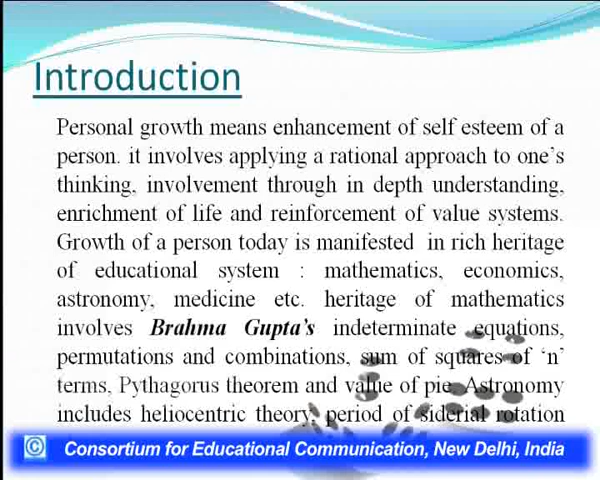 Introduction
Personal growth means enhancement of self esteem of a
person. it involves applying a rational approach to one's
thinking, involvement through in depth understanding,
enrichment of life and reinforcement of value systems.
Growth of a person today is manifested in rich heritage
of educational system : mathematics, economics,
astronomy, medicine etc. heritage of mathematics
involves Brahma Gupta's indeterminate equations,
permutations and combinations, sum of squares of 'n'
terms, Pythagorus theorem and value of pie. Astronomy
includes heliocentric theory, period of siderial rotation
© Consortium for Educational Communication, New Delhi, India